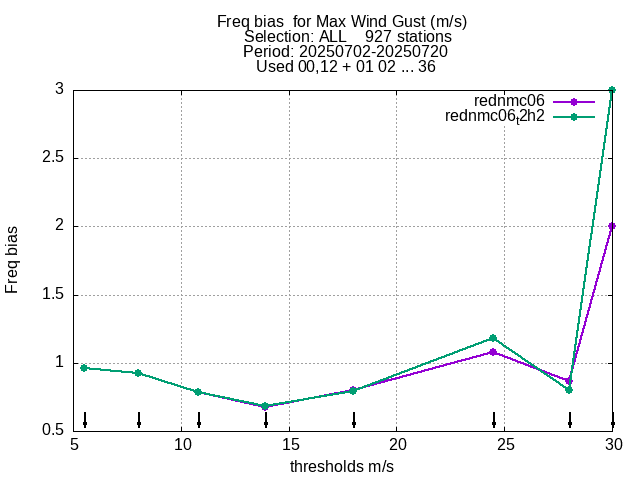 Freq bias  for Max Wind Gust (m/s)
Selection: ALL    927 stations
Period: 20250702-20250720
Used 00,12 + 01 02 ... 36
rednmc06
rednmc06t2h2
3
2.5
2
1.5
1
0.5
Freq bias
5 10 15 20 25 30
thresholds m/s